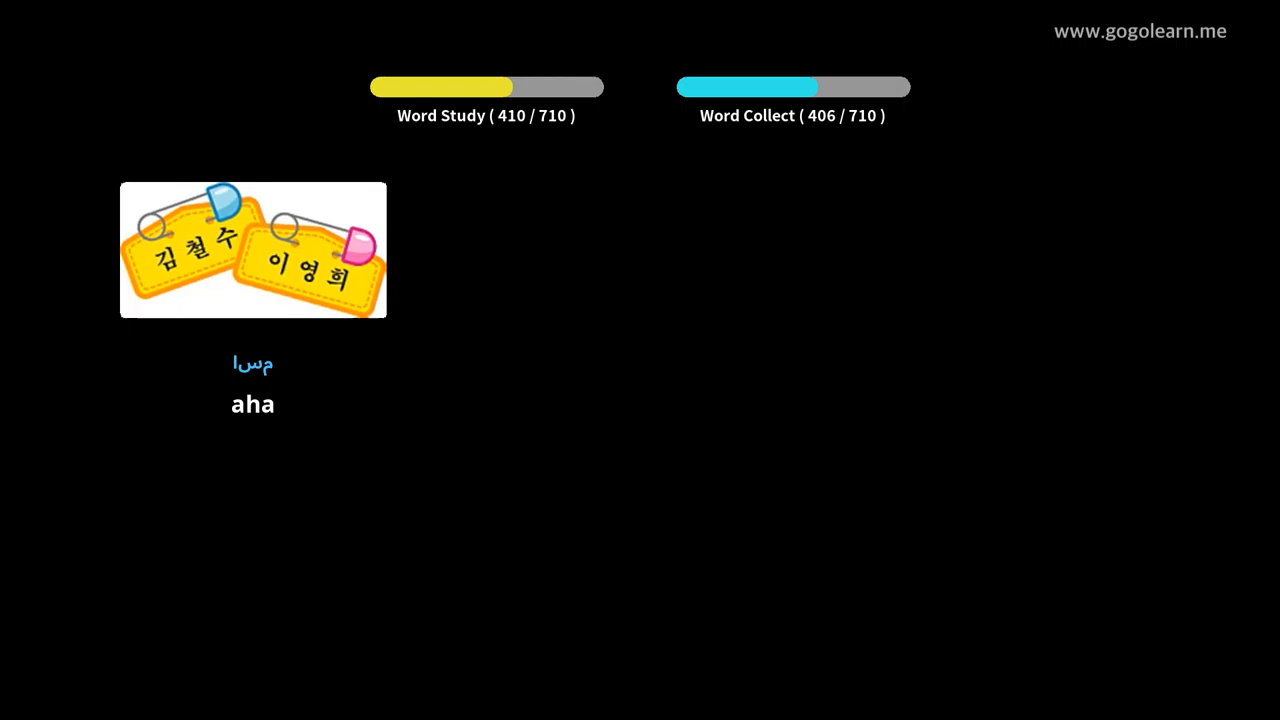 www.gogolearn.me
Word Study ( 410 / 710 )
Word Collect ( 406 / 710 )
김철수
이영희
اسم
aha